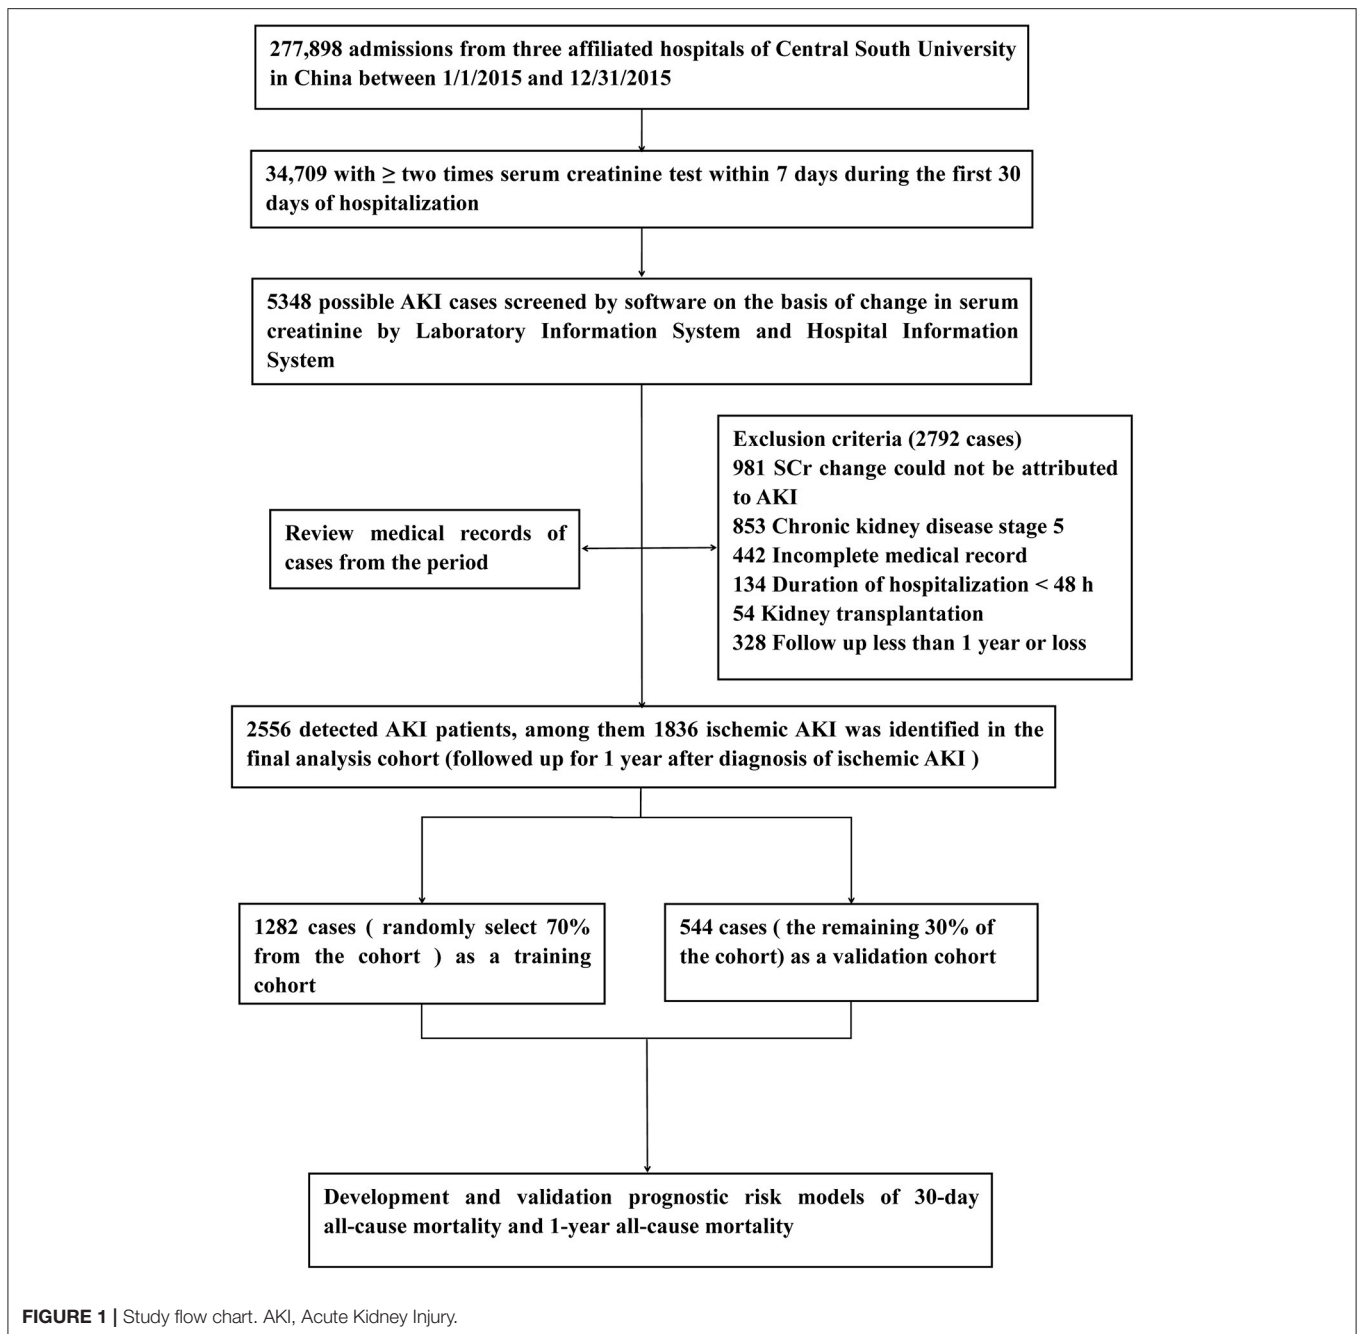 277,898 admissions from three affiliated hospitals of Central South University
in China between 1/1/2015 and 12/31/2015
34,709 with ≥ two times serum creatinine test within 7 days during the first 30
days of hospitalization
5348 possible AKI cases screened by software on the basis of change in serum
creatinine by Laboratory Information System and Hospital Information
System
Review medical records of
cases from the period
Exclusion criteria (2792 cases)
981 SCr change could not be attributed
to AKI
853 Chronic kidney disease stage 5
442 Incomplete medical record
134 Duration of hospitalization < 48 h
54 Kidney transplantation
328 Follow up less than 1 year or loss
2556 detected AKI patients, among them 1836 ischemic AKI was identified in the
final analysis cohort (followed up for 1 year after diagnosis of ischemic AKI )
1282 cases ( randomly select 70%
from the cohort ) as a training
cohort
544 cases ( the remaining 30% of
the cohort) as a validation cohort
Development and validation prognostic risk models of 30-day
all-cause mortality and 1-year all-cause mortality
FIGURE 1 | Study flow chart. AKI, Acute Kidney Injury.